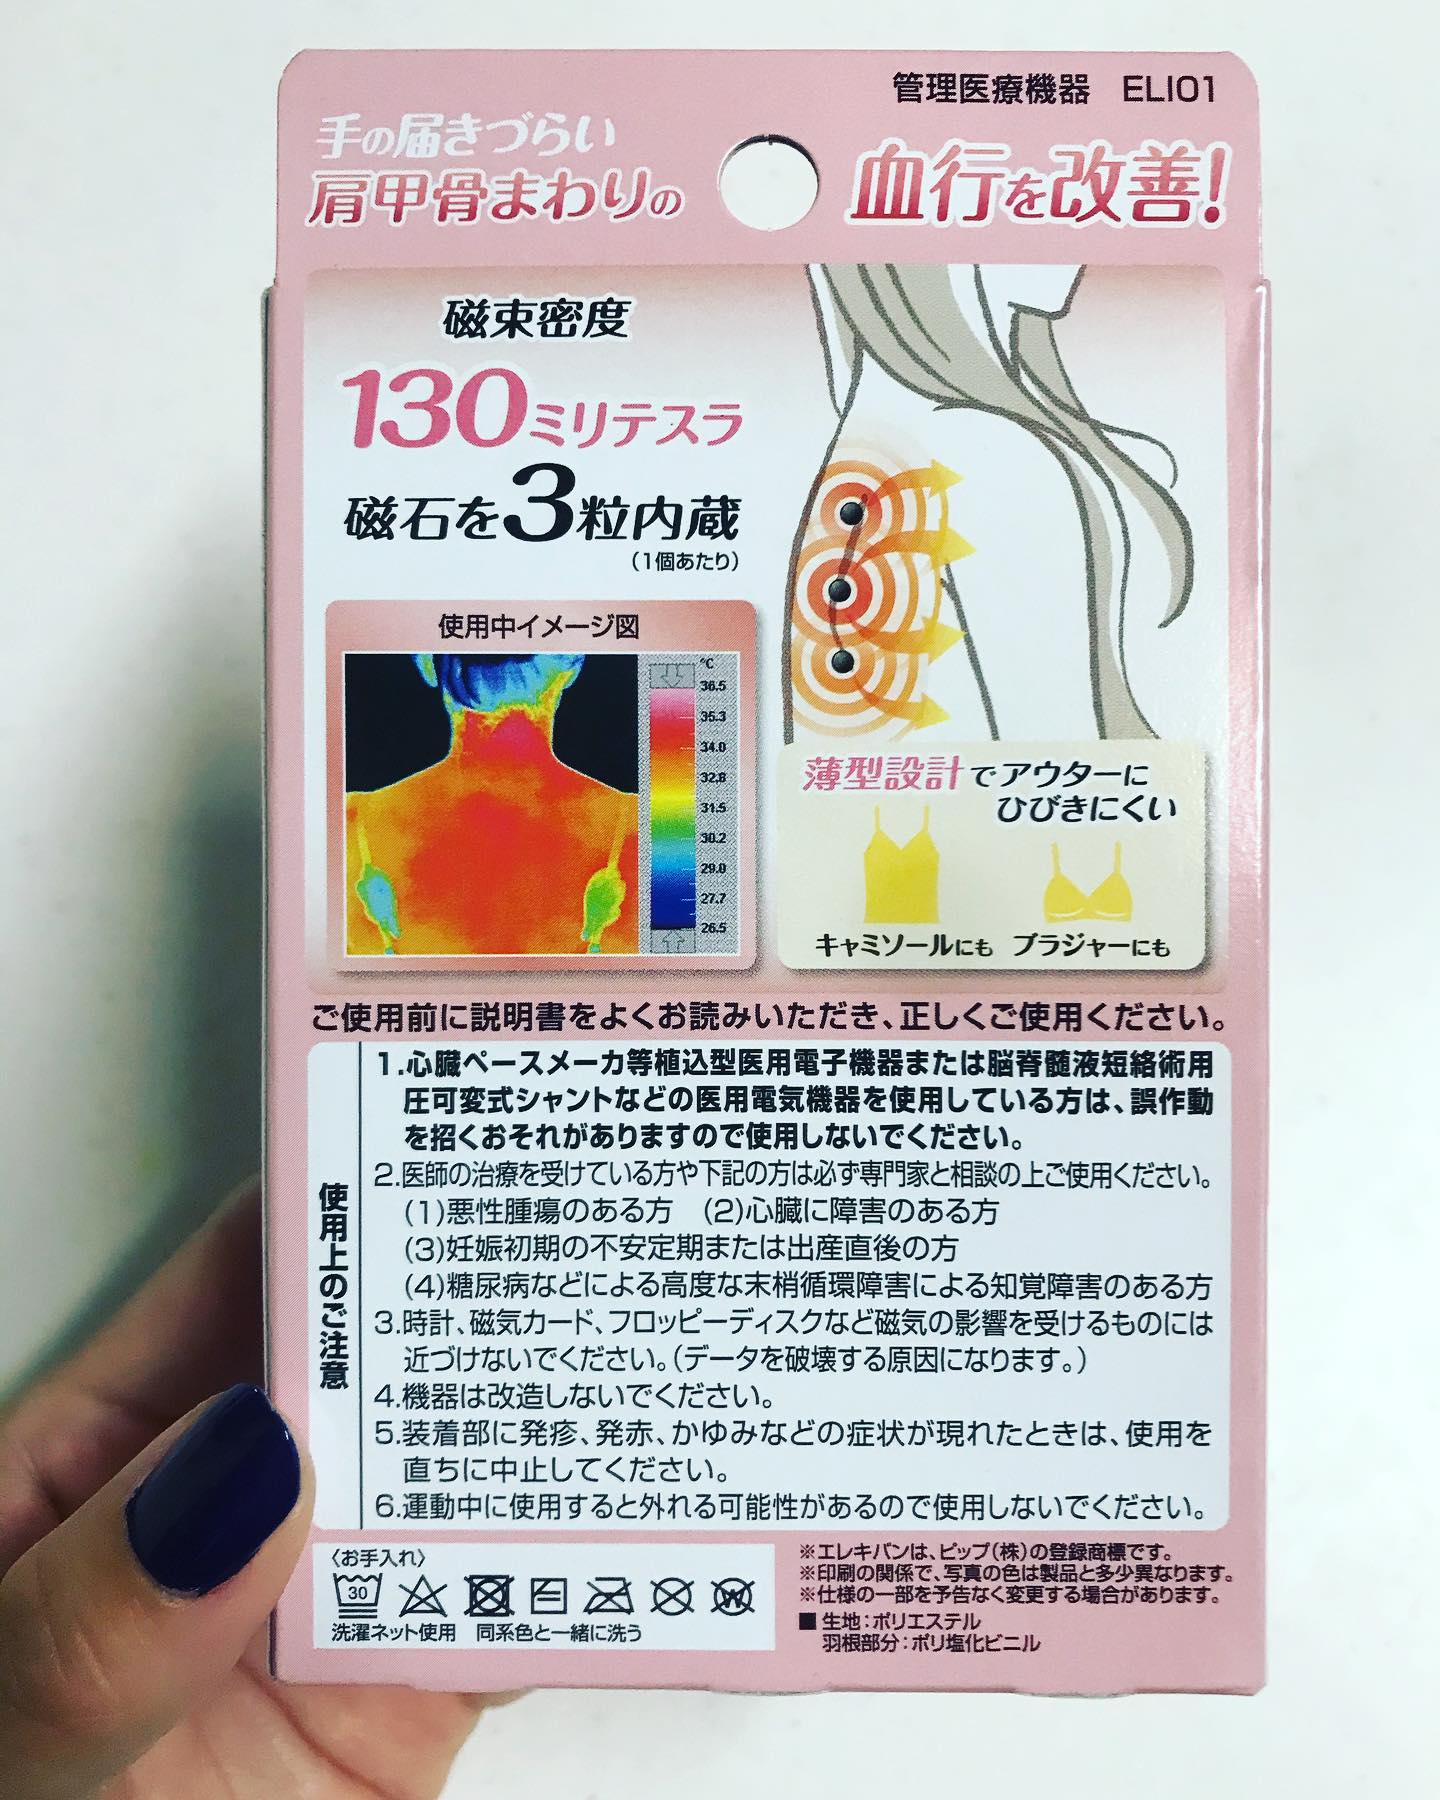 管理医療機器　ELI01
手の届きづらい
肩甲骨まわりの
血行を改善!
磁束密度
130ミリテスラ
磁石を3粒内蔵
(1個あたり)
使用中イメージ図
℃
36.5
35.3
34.0
32.8
31.5
30.2
29.0
27.7
26.5
薄型設計でアウターに
ひびきにくい
キャミソールにも　ブラジャーにも
ご使用前に説明書をよくお読みいただき、正しくご使用ください。
使用上のご注意
1.心臓ペースメーカ等植込型医用電子機器または脳脊髄液短絡術用
圧可変式シャントなどの医用電気機器を使用している方は、誤作動
を招くおそれがありますので使用しないでください。
2.医師の治療を受けている方や下記の方は必ず専門家と相談の上ご使用ください。
(1)悪性腫瘍のある方　(2)心臓に障害のある方
(3)妊娠初期の不安定期または出産直後の方
(4)糖尿病などによる高度な末梢循環障害による知覚障害のある方
3.時計、磁気カード、フロッピーディスクなど磁気の影響を受けるものには
近づけないでください。(データを破壊する原因になります。)
4.機器は改造しないでください。
5.装着部に発疹、発赤、かゆみなどの症状が現れたときは、使用を
直ちに中止してください。
6.運動中に使用すると外れる可能性があるので使用しないでください。
〈お手入れ〉
30
W
洗濯ネット使用　同系色と一緒に洗う
※エレキバンは、ピップ(株)の登録商標です。
※印刷の関係で、写真の色は製品と多少異なります。
※仕様の一部を予告なく変更する場合があります。
■生地:ポリエステル
羽根部分:ポリ塩化ビニル